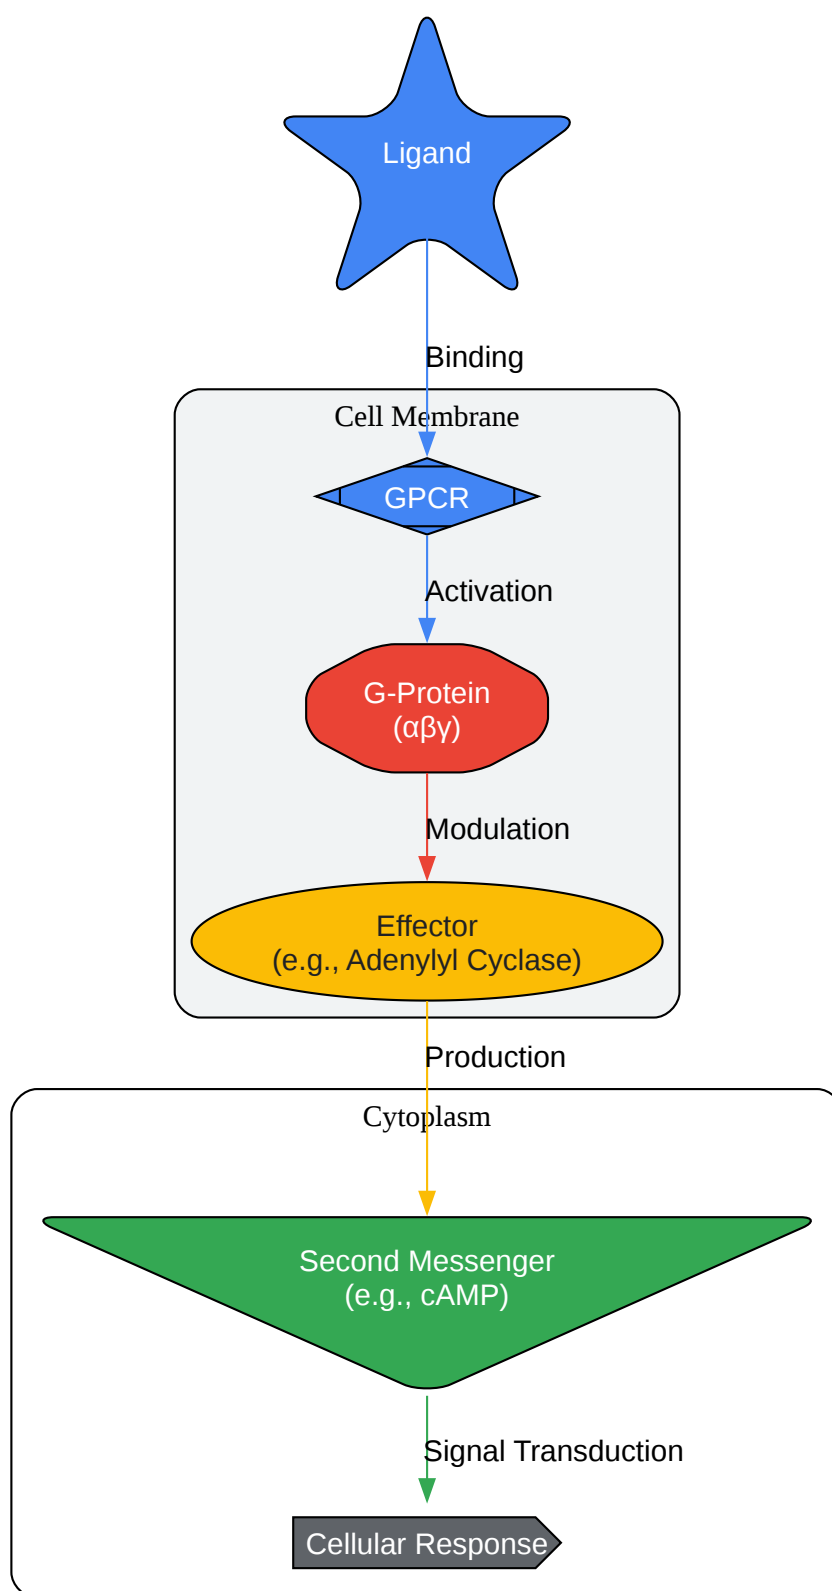 Ligand
Binding
Cell Membrane
GPCR
Activation
G-Protein
(αβγ)
Modulation
Effector
(e.g., Adenylyl Cyclase)
Production
Cytoplasm
Second Messenger
(e.g., cAMP)
Signal Transduction
Cellular Response